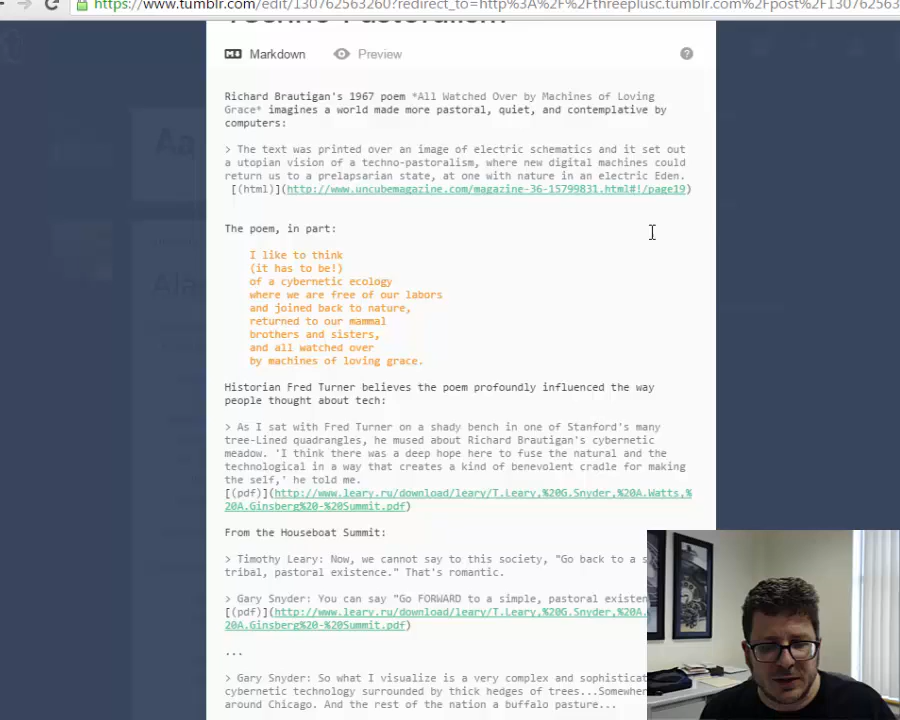 https://www.tumblr.com/edit/130762563260?redirect_to=http%3A%2F%2Fthreeplusc.tumblr.com%2Fpost%2F1307625632
Techno-Pastoralism
Markdown
Preview
?
Richard Brautigan's 1967 poem *All Watched Over by Machines of Loving
Grace* imagines a world made more pastoral, quiet, and contemplative by
computers:
> The text was printed over an image of electric schematics and it set out
a utopian vision of a techno-pastoralism, where new digital machines could
return us to a prelapsarian state, at one with nature in an electric Eden.
[(html)](http://www.uncubemagazine.com/magazine-36-15799831.html#!/page19)
The poem, in part:
I like to think
(it has to be!)
of a cybernetic ecology
where we are free of our labors
and joined back to nature,
returned to our mammal
brothers and sisters,
and all watched over
by machines of loving grace.
Historian Fred Turner believes the poem profoundly influenced the way
people thought about tech:
> As I sat with Fred Turner on a shady bench in one of Stanford's many
tree-Lined quadrangles, he mused about Richard Brautigan's cybernetic
meadow. 'I think there was a deep hope here to fuse the natural and the
technological in a way that creates a kind of benevolent cradle for making
the self,' he told me.
[(pdf)](http://www.leary.ru/download/leary/T.Leary,%20G.Snyder,%20A.Watts,%
20A.Ginsberg%20-%20Summit.pdf)
From the Houseboat Summit:
> Timothy Leary: Now, we cannot say to this society, "Go back to a s
tribal, pastoral existence." That's romantic.
> Gary Snyder: You can say "Go FORWARD to a simple, pastoral existen
[(pdf)](http://www.leary.ru/download/leary/T.Leary,%20G.Snyder,%20A.
20A.Ginsberg%20-%20Summit.pdf)
...
> Gary Snyder: So what I visualize is a very complex and sophisticat
cybernetic technology surrounded by thick hedges of trees...Somewher
around Chicago. And the rest of the nation a buffalo pasture...